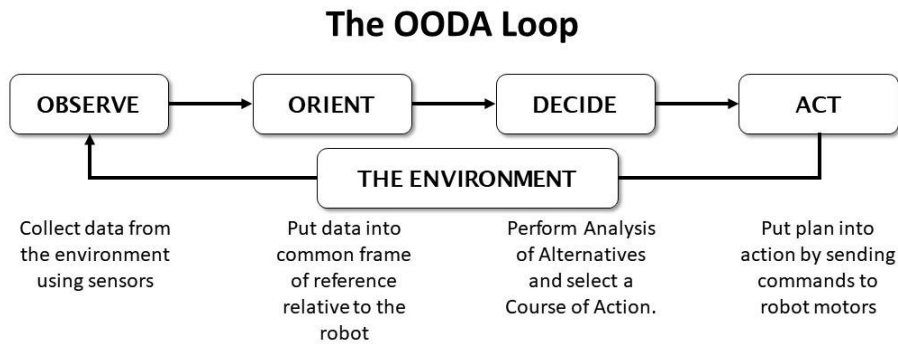 The OODA Loop
OBSERVE
ORIENT
DECIDE
ACT
THE ENVIRONMENT
Collect data from
the environment
using sensors
Put data into
common frame
of reference
relative to the
robot
Perform Analysis
of Alternatives
and select a
Course of Action.
Put plan into
action by sending
commands to
robot motors